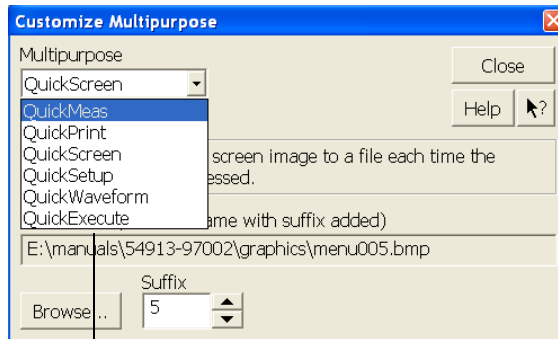 Customize Multipurpose
Multipurpose
QuickScreen
Close
QuickMeas
Help ?
QuickPrint
QuickScreen
screen image to a file each time the
QuickSetup
essed.
QuickWaveform
QuickExecute
ame with suffix added)
E:\manuals\54913-97002\graphics\menu005.bmp
Suffix
Browse...
5